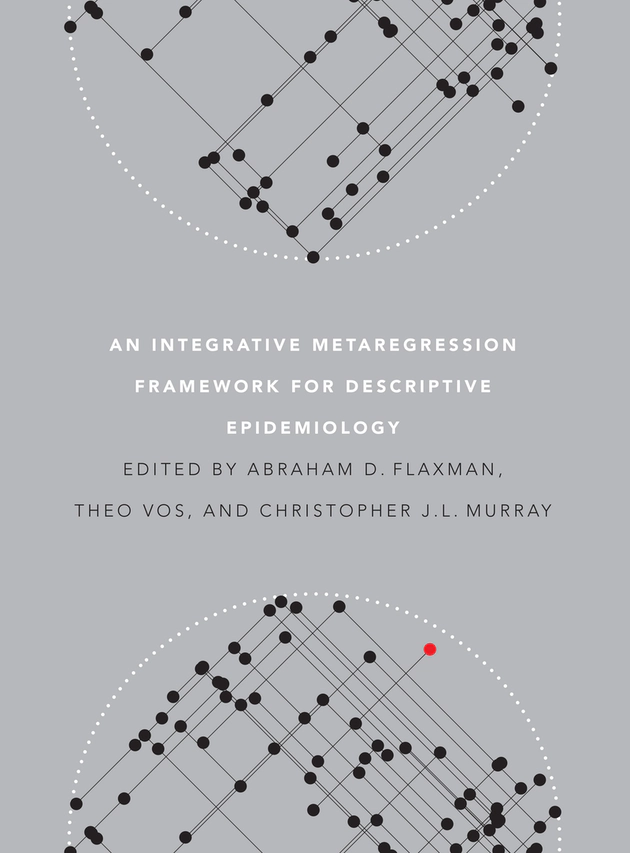 AN INTEGRATIVE METAREGRESSION
FRAMEWORK FOR DESCRIPTIVE
EPIDEMIOLOGY
EDITED BY ABRAHAM D. FLAXMAN,
THEO VOS, AND CHRISTOPHER J.L. MURRAY